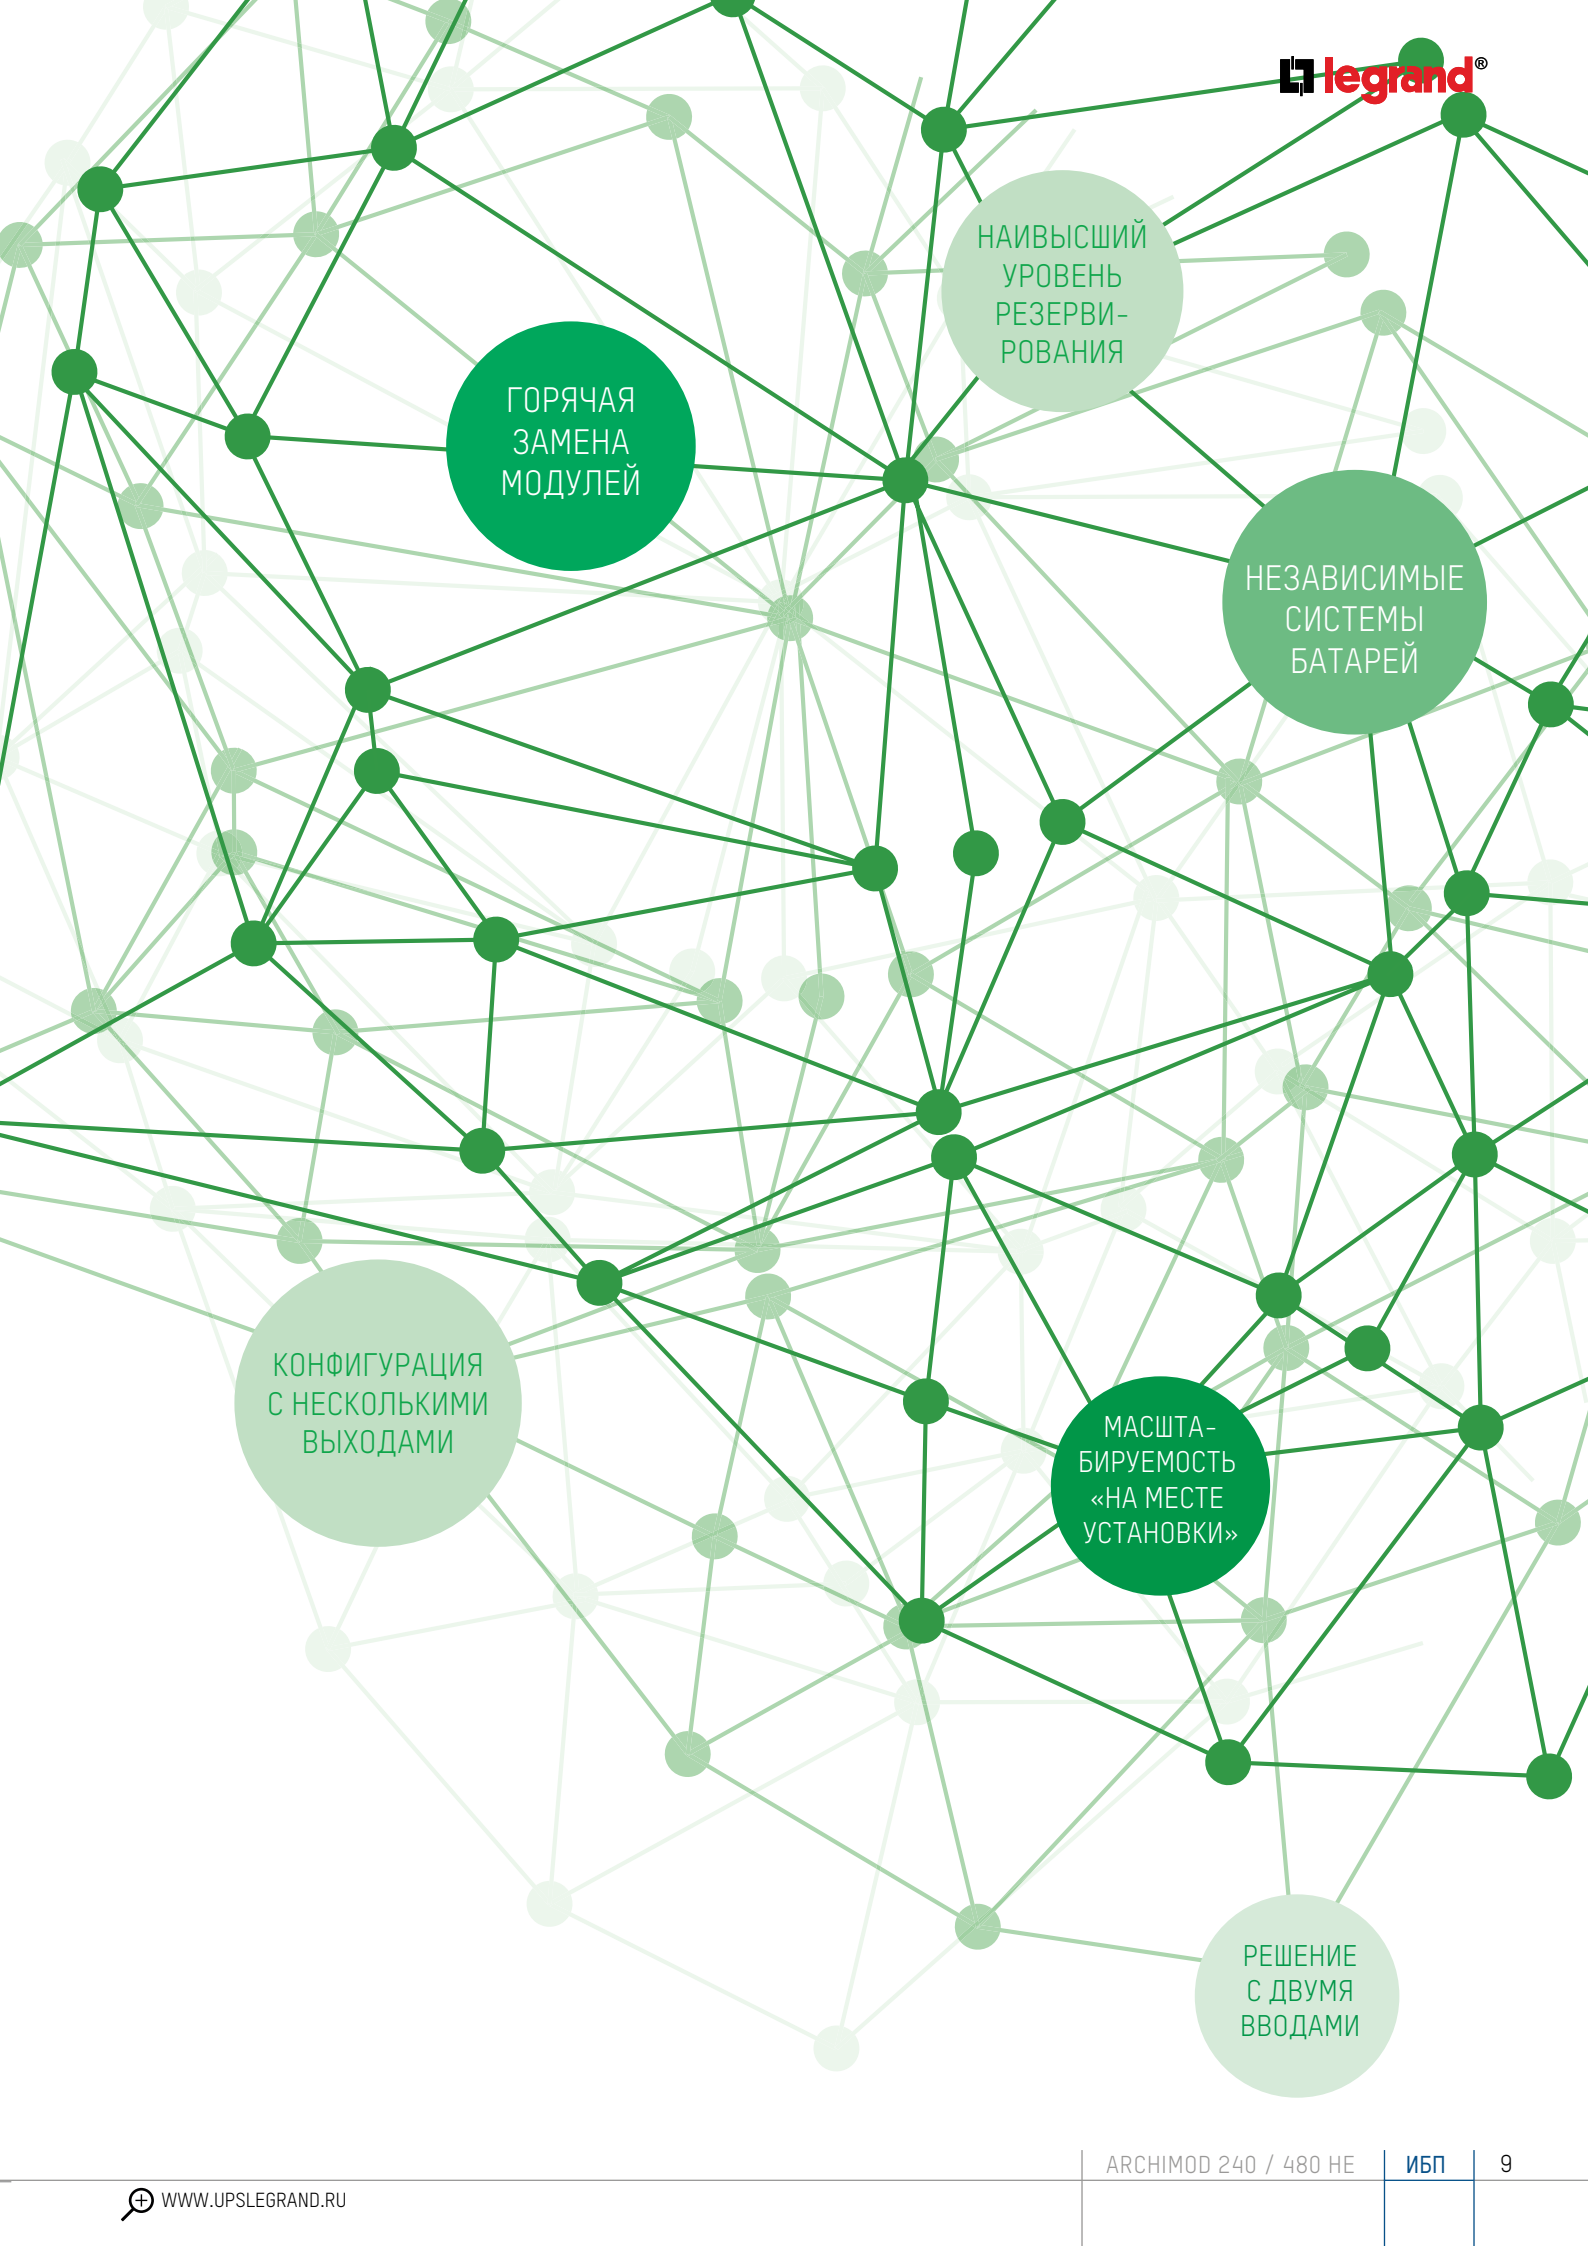 legrand®
НАИВЫСШИЙ
УРОВЕНЬ
РЕЗЕРВИ-
РОВАНИЯ
ГОРЯЧАЯ
ЗАМЕНА
МОДУЛЕЙ
НЕЗАВИСИМЫЕ
СИСТЕМЫ
БАТАРЕЙ
КОНФИГУРАЦИЯ
С НЕСКОЛЬКИМИ
ВЫХОДАМИ
МАСШТА-
БИРУЕМОСТЬ
«НА МЕСТЕ
УСТАНОВКИ»
РЕШЕНИЕ
С ДВУМЯ
ВВОДАМИ
ARCHIMOD 240 / 480 HE ИБП 9
WWW.UPSLEGRAND.RU